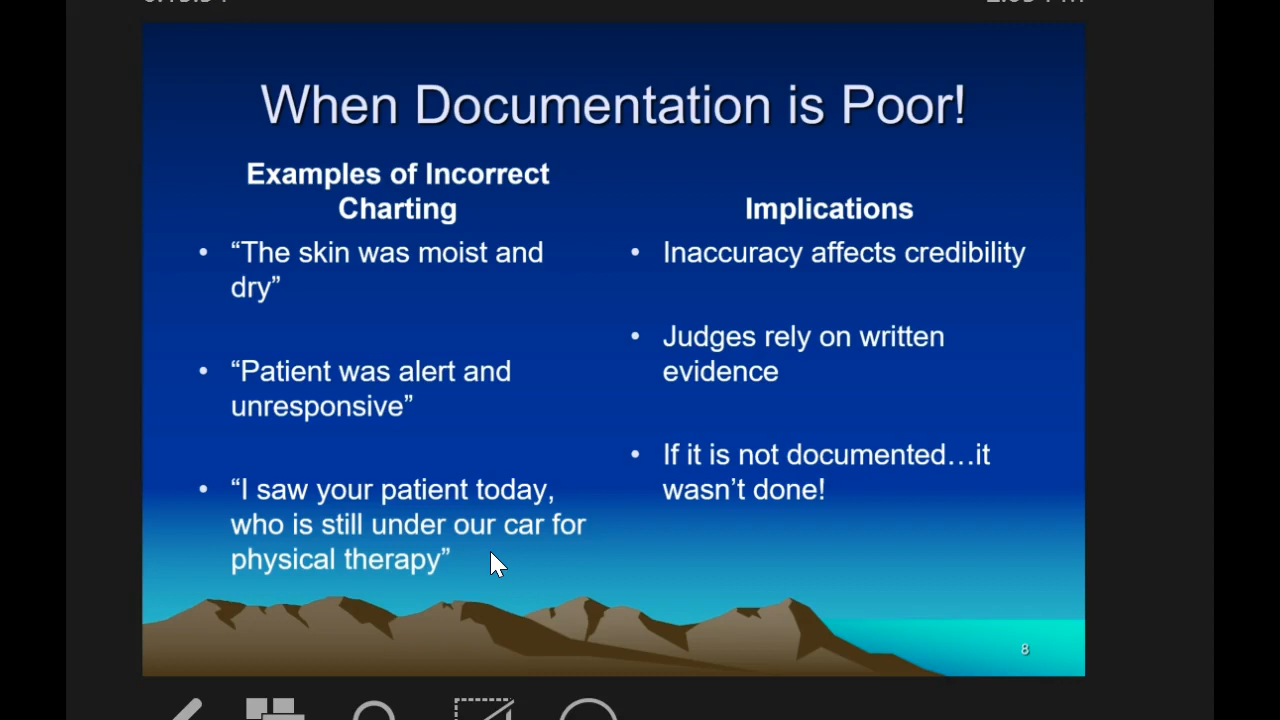 When Documentation is Poor!
Examples of Incorrect
Charting
• “The skin was moist and
dry”
• “Patient was alert and
unresponsive”
• “I saw your patient today,
who is still under our car for
physical therapy”
Implications
• Inaccuracy affects credibility
• Judges rely on written
evidence
• If it is not documented…it
wasn’t done!
8